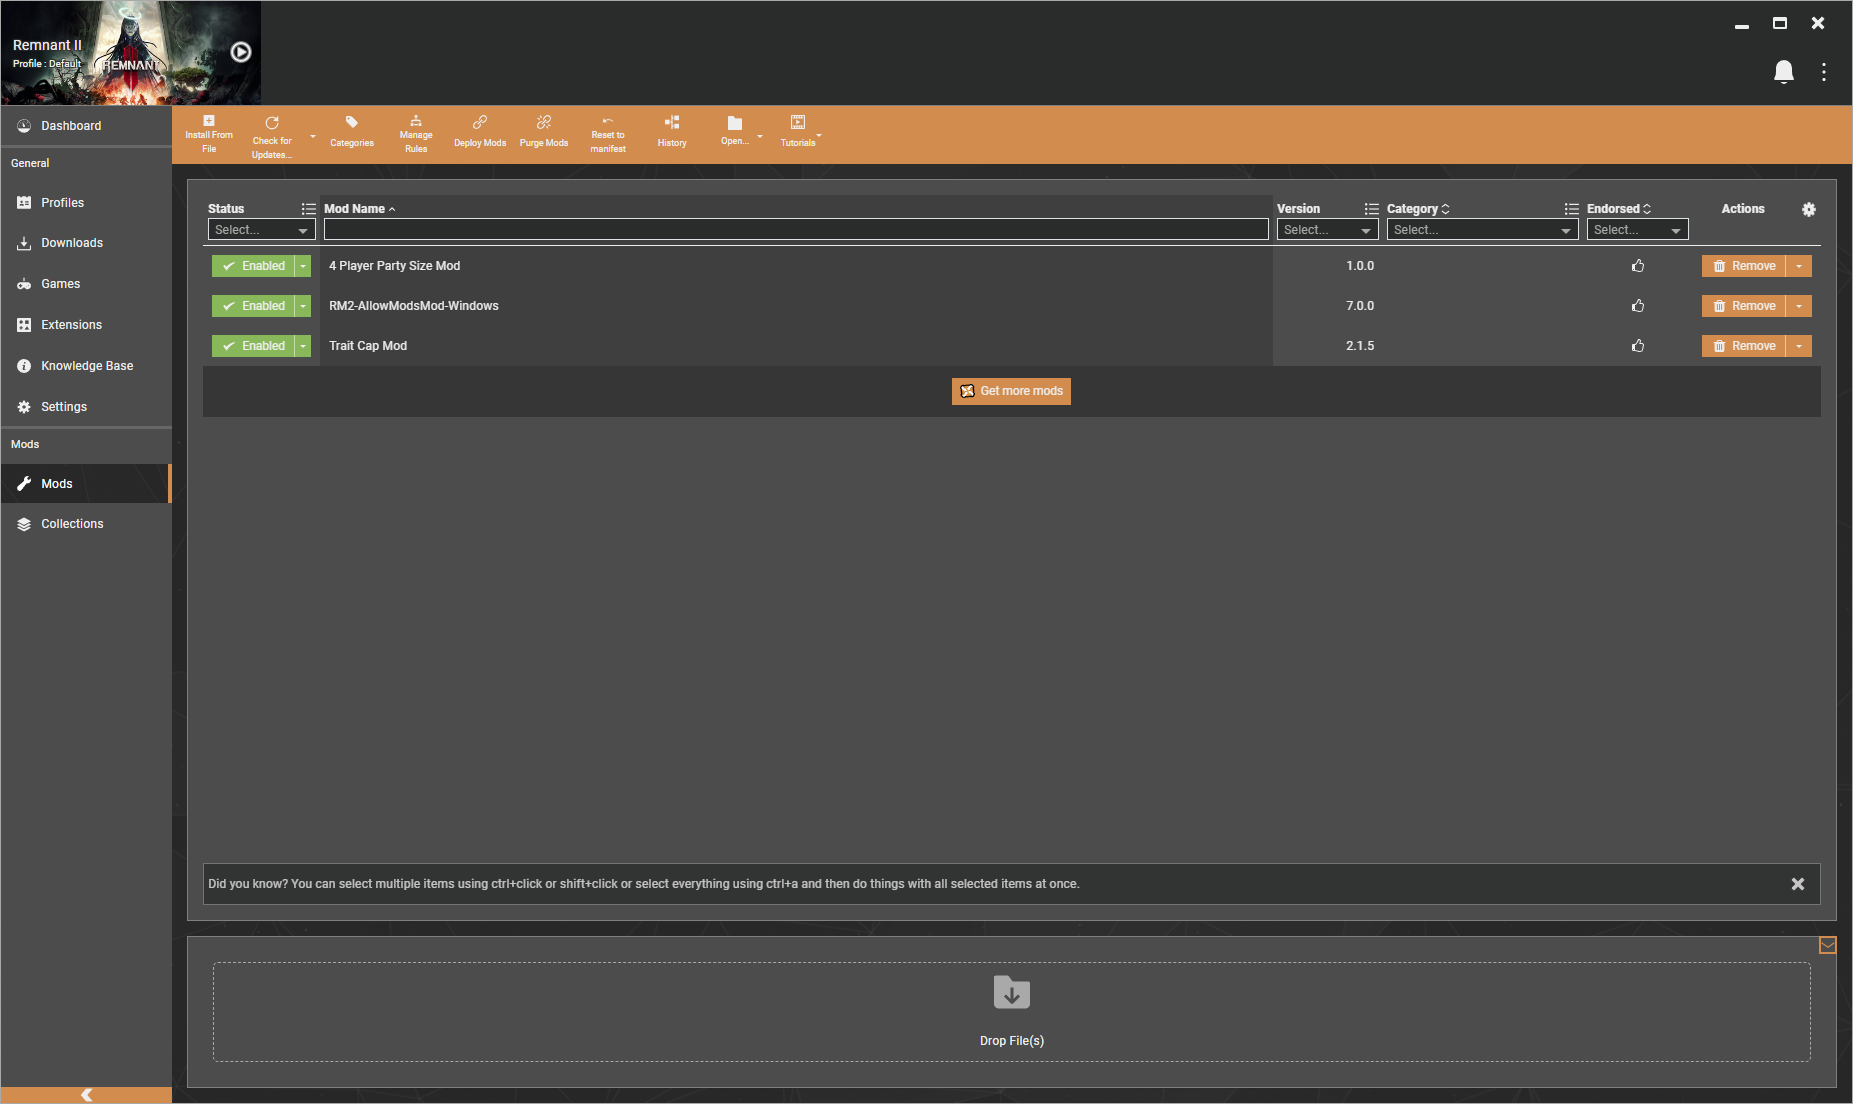 Remnant II
Profile : Default
REMNANT
Dashboard
General
Profiles
Downloads
Games
Extensions
Knowledge Base
Settings
Mods
Mods
Collections
Install From
File
Check for
Updates...
Categories
Manage
Rules
Deploy Mods
Purge Mods
Reset to
manifest
History
Open...
Tutorials
Status
Mod Name
Version
Category
Endorsed
Actions
Select...
Select...
Select...
Select...
Enabled 4 Player Party Size Mod 1.0.0 Remove
Enabled RM2-AllowModsMod-Windows 7.0.0 Remove
Enabled Trait Cap Mod 2.1.5 Remove
Get more mods
Did you know? You can select multiple items using ctrl+click or shift+click or select everything using ctrl+a and then do things with all selected items at once.
Drop File(s)